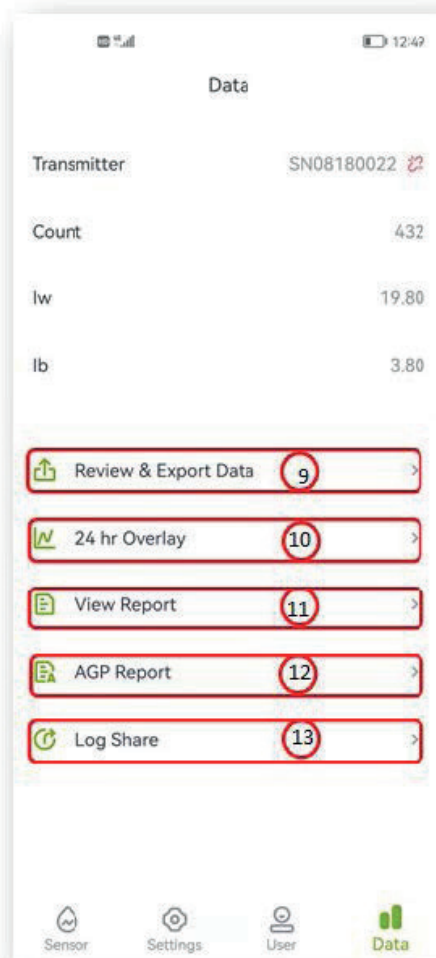 12:49
Data
Transmitter SN08180022
Count 432
Iw 19.80
Ib 3.80
Review & Export Data 9
24 hr Overlay 10
View Report 11
AGP Report 12
Log Share 13
Sensor Settings User Data